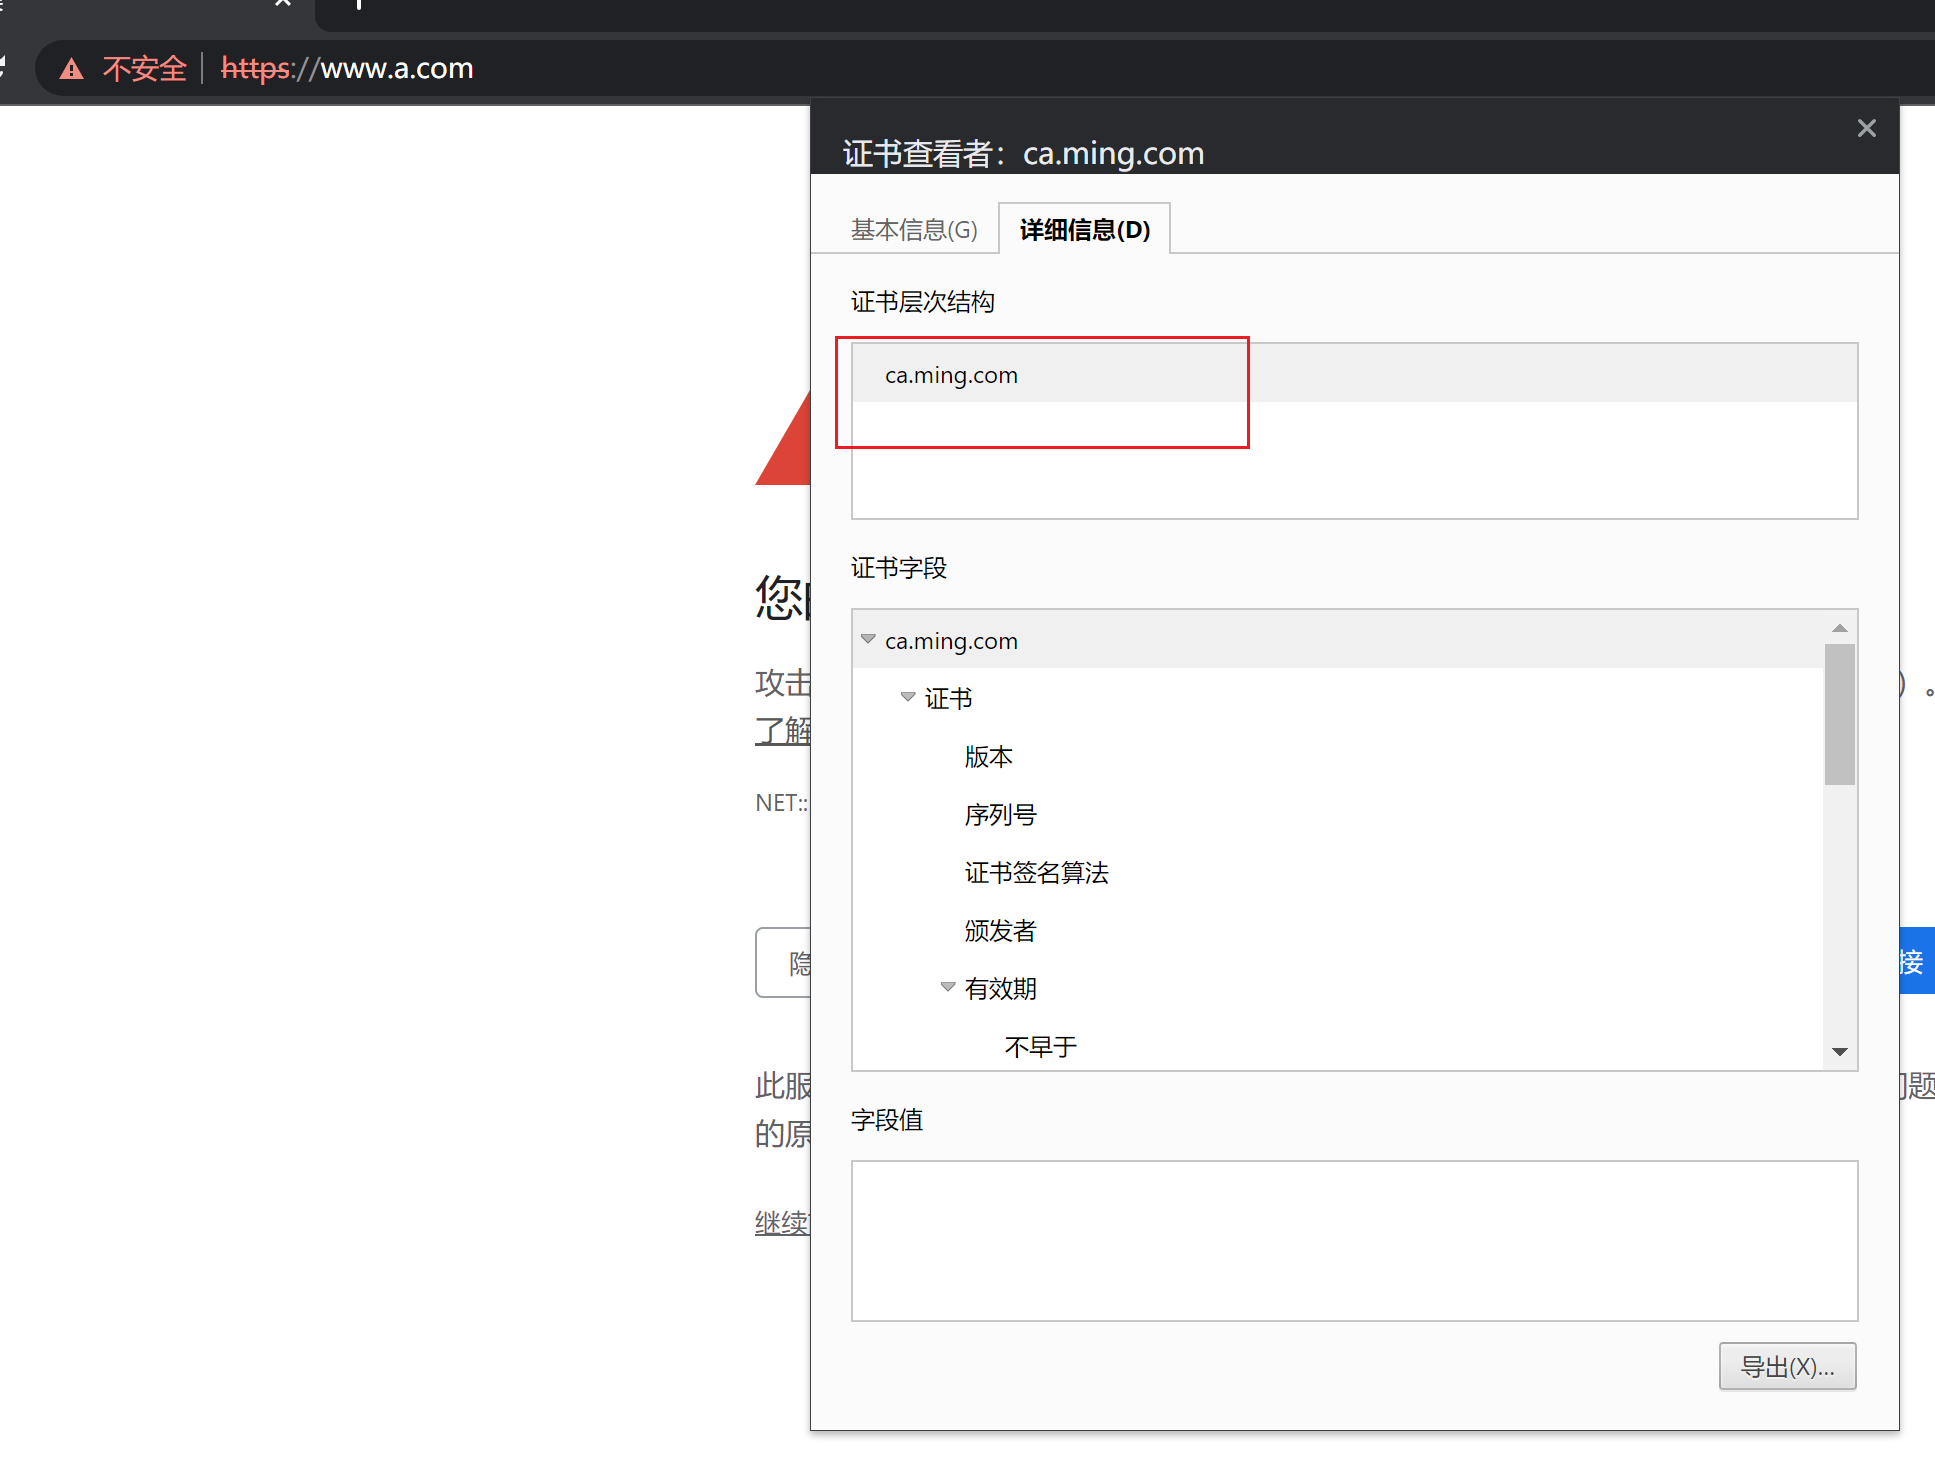 不安全 https://www.a.com
证书查看者：ca.ming.com
基本信息(G) 详细信息(D)
证书层次结构
ca.ming.com
证书字段
ca.ming.com
证书
版本
序列号
证书签名算法
颁发者
有效期
不早于
字段值
导出(X)...
您
攻击 ）。
了解
NET::
隐 接
此服 问题
的原
继续